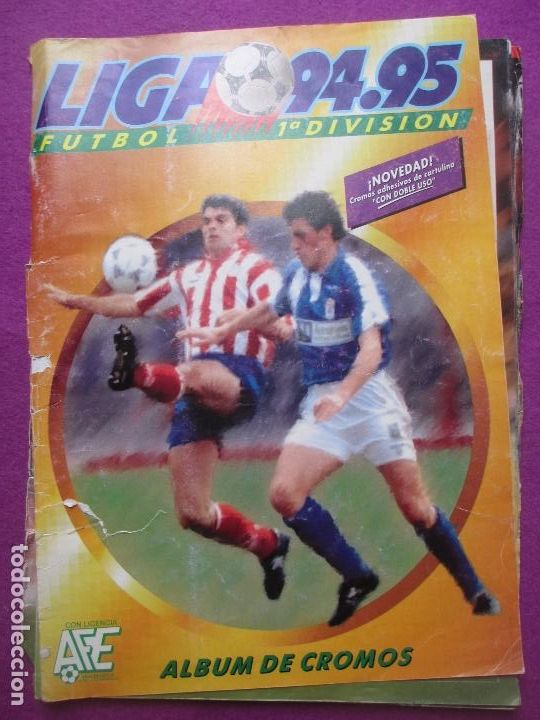 LIGA 94.95
FUTBOL 1ª DIVISION
¡NOVEDAD!
Cromos adhesivos de cartulina
"CON DOBLE USO"
CON LICENCIA
AFE
ALBUM DE CROMOS
todocoleccion